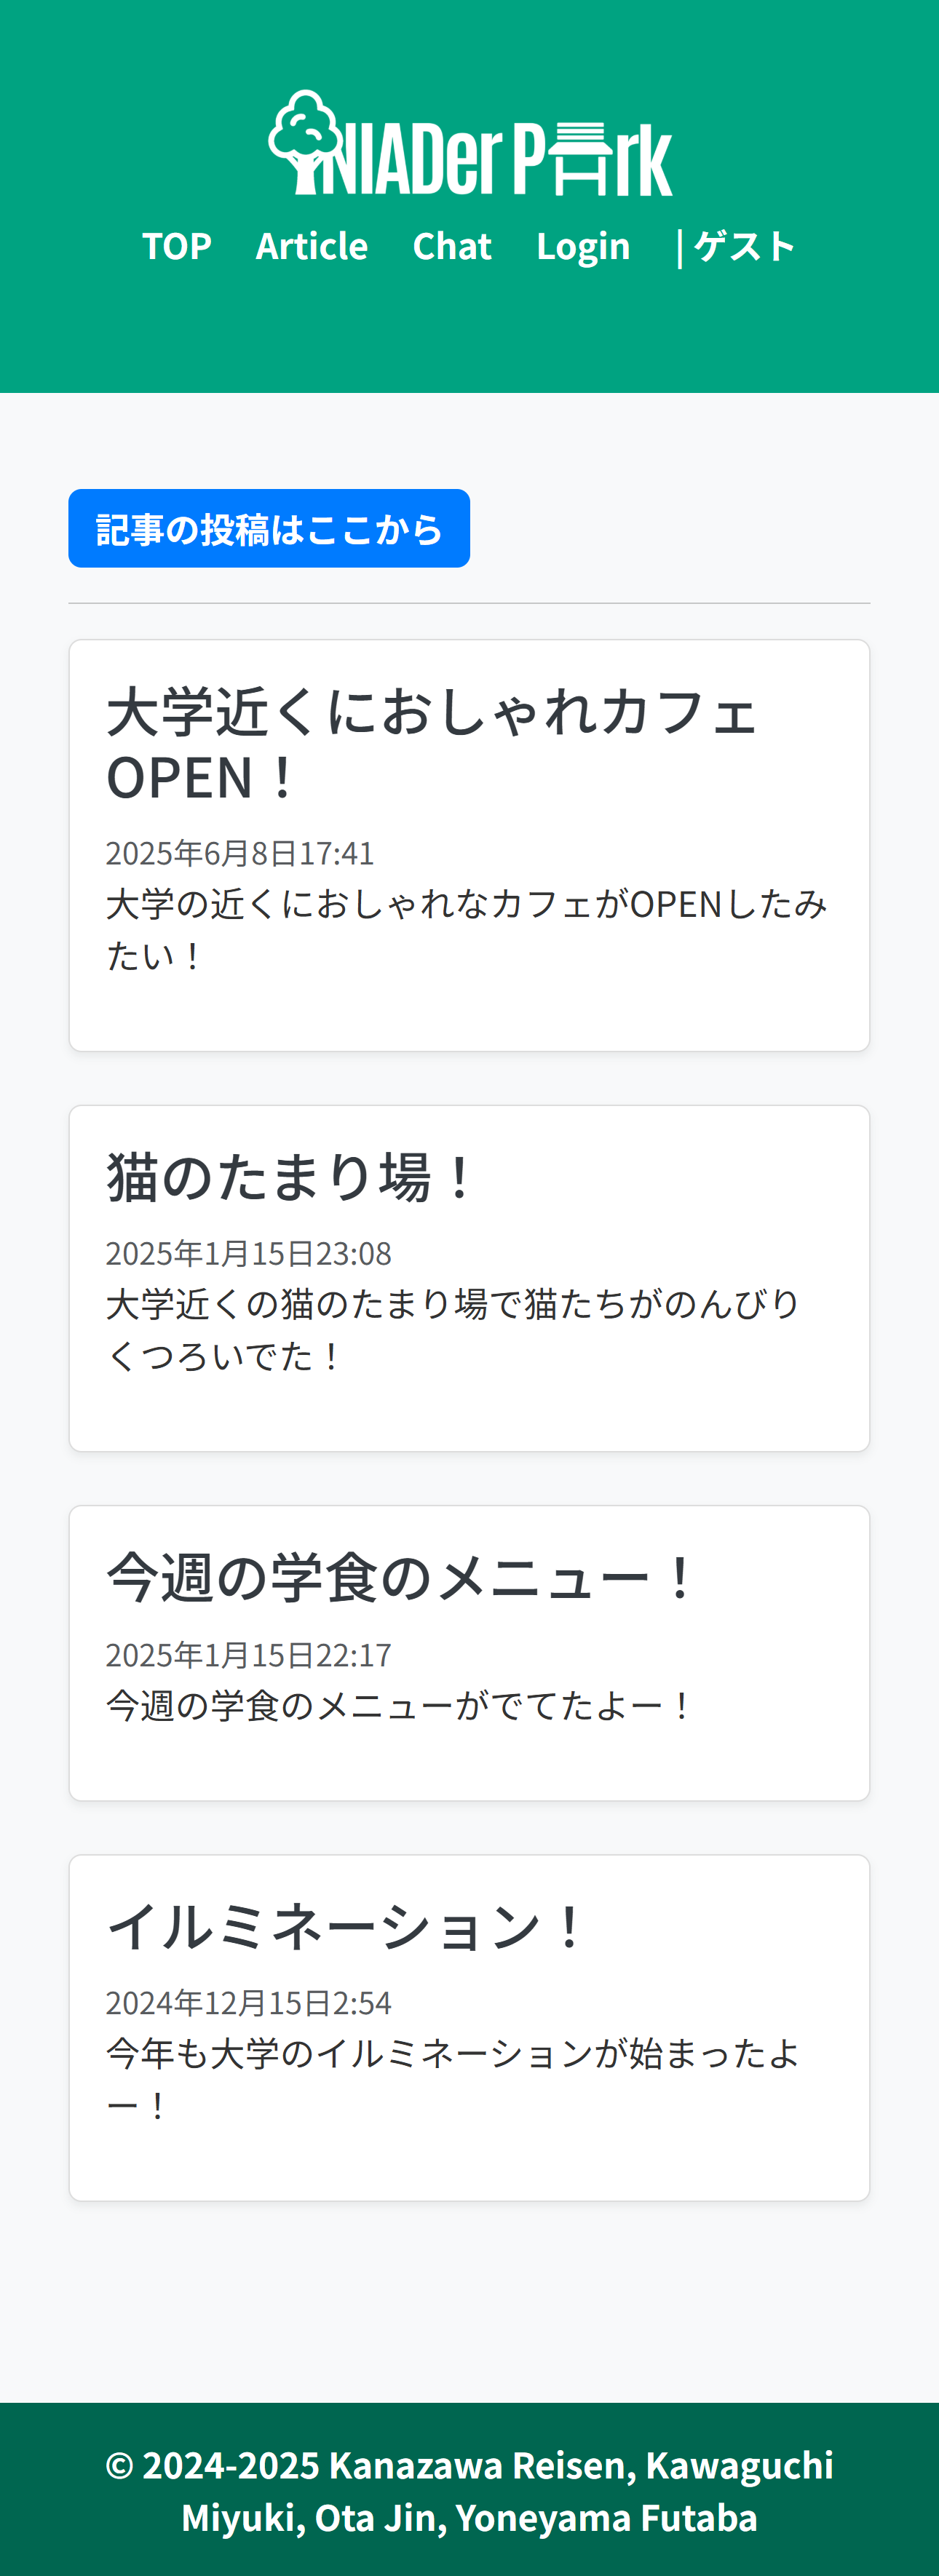 NIADer Park
TOP Article Chat Login | ゲスト
記事の投稿はここから
大学近くにおしゃれカフェ
OPEN！
2025年6月8日17:41
大学の近くにおしゃれなカフェがOPENしたみ
たい！
猫のたまり場！
2025年1月15日23:08
大学近くの猫のたまり場で猫たちがのんびり
くつろいでた！
今週の学食のメニュー！
2025年1月15日22:17
今週の学食のメニューがでてたよー！
イルミネーション！
2024年12月15日2:54
今年も大学のイルミネーションが始まったよ
ー！
© 2024-2025 Kanazawa Reisen, Kawaguchi
Miyuki, Ota Jin, Yoneyama Futaba